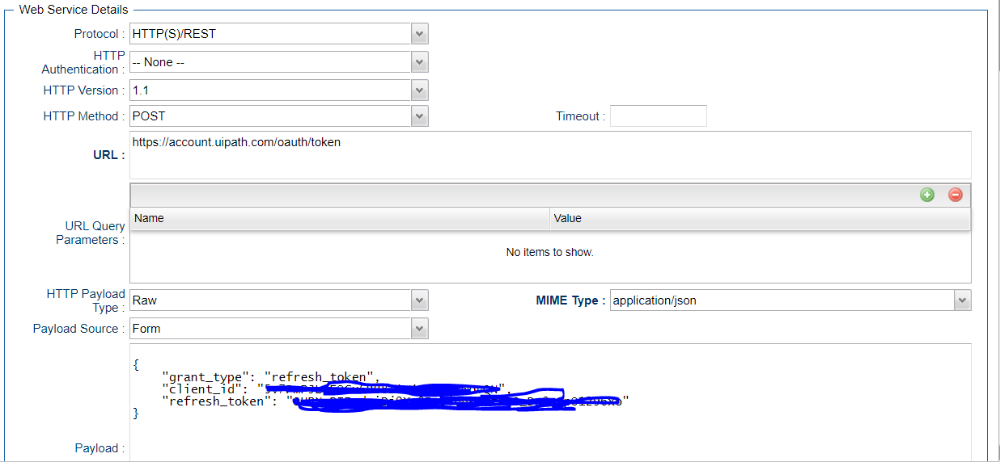 Web Service Details
Protocol : HTTP(S)/REST
HTTP Authentication : -- None --
HTTP Version : 1.1
HTTP Method : POST Timeout :
URL : https://account.uipath.com/oauth/token
URL Query Parameters :
Name Value
No items to show.
HTTP Payload Type : Raw MIME Type : application/json
Payload Source : Form
Payload :
{
"grant_type": "refresh_token",
"client_id": "
"refresh_token": "
}